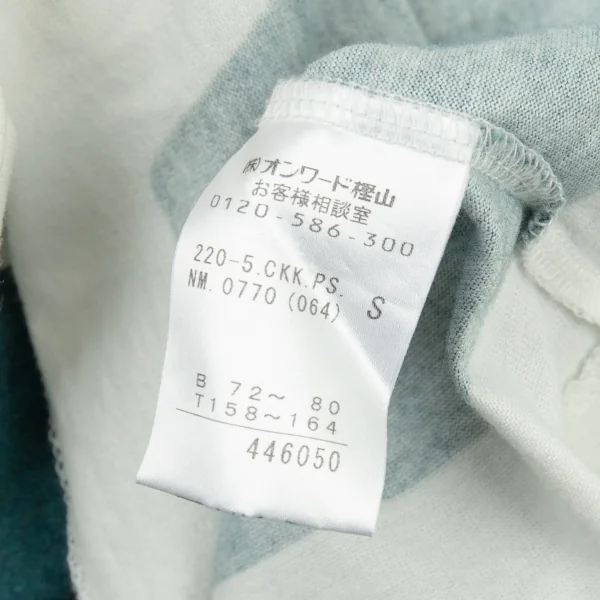 ㈱オンワード樫山
お客様相談室
0120-586-300
220-5.CKK.PS. S
NM. 0770 (064)
B 72~ 80
T158~164
446050